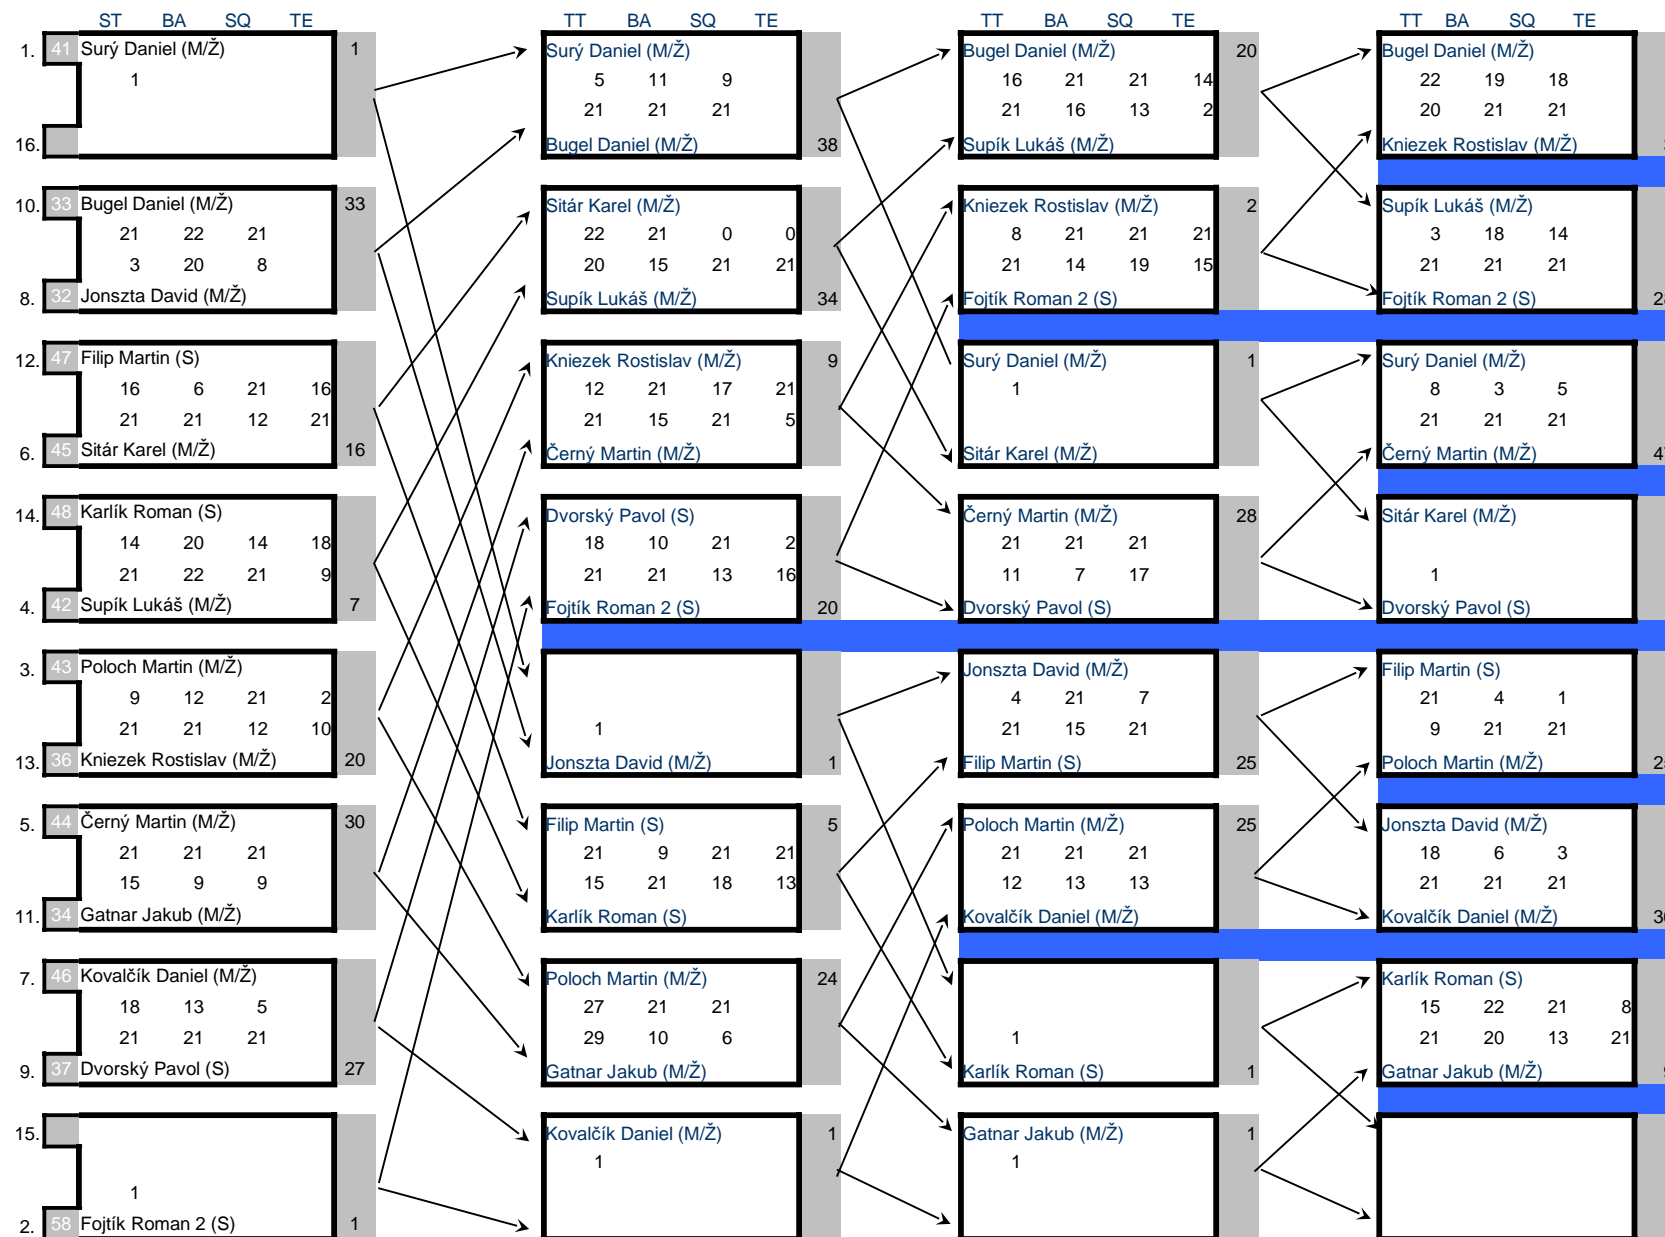 ST BA SQ TE
1. 41 Surý Daniel (M/Ž) 1
1
16.
10. 33 Bugel Daniel (M/Ž) 33
21 22 21
3 20 8
8. 32 Jonszta David (M/Ž)
12. 47 Filip Martin (S)
16 6 21 16
21 21 12 21
6. 45 Sitár Karel (M/Ž) 16
14. 48 Karlík Roman (S)
14 20 14 18
21 22 21 9
4. 42 Supík Lukáš (M/Ž) 7
3. 43 Poloch Martin (M/Ž)
9 12 21 2
21 21 12 10
13. 36 Kniezek Rostislav (M/Ž) 20
5. 44 Černý Martin (M/Ž) 30
21 21 21
15 9 9
11. 34 Gatnar Jakub (M/Ž)
7. 46 Kovalčík Daniel (M/Ž)
18 13 5
21 21 21
9. 37 Dvorský Pavol (S) 27
15.
1
2. 58 Fojtík Roman 2 (S) 1
TT BA SQ TE
Surý Daniel (M/Ž)
5 11 9
21 21 21
Bugel Daniel (M/Ž) 38
Sitár Karel (M/Ž)
22 21 0 0
20 15 21 21
Supík Lukáš (M/Ž) 34
Kniezek Rostislav (M/Ž) 9
12 21 17 21
21 15 21 5
Černý Martin (M/Ž)
Dvorský Pavol (S)
18 10 21 2
21 21 13 16
Fojtík Roman 2 (S) 20
1
Jonszta David (M/Ž) 1
Filip Martin (S) 5
21 9 21 21
15 21 18 13
Karlík Roman (S)
Poloch Martin (M/Ž) 24
27 21 21
29 10 6
Gatnar Jakub (M/Ž)
Kovalčík Daniel (M/Ž) 1
1
TT BA SQ TE
Bugel Daniel (M/Ž) 20
16 21 21 14
21 16 13 2
Supík Lukáš (M/Ž)
Kniezek Rostislav (M/Ž) 2
8 21 21 21
21 14 19 15
Fojtík Roman 2 (S)
Surý Daniel (M/Ž) 1
1
Sitár Karel (M/Ž)
Černý Martin (M/Ž) 28
21 21 21
11 7 17
Dvorský Pavol (S)
Jonszta David (M/Ž)
4 21 7
21 15 21
Filip Martin (S) 25
Poloch Martin (M/Ž) 25
21 21 21
12 13 13
Kovalčík Daniel (M/Ž)
1
Karlík Roman (S) 1
Gatnar Jakub (M/Ž) 1
1
TT BA SQ TE
Bugel Daniel (M/Ž)
22 19 18
20 21 21
Kniezek Rostislav (M/Ž)
Supík Lukáš (M/Ž)
3 18 14
21 21 21
Fojtík Roman 2 (S)
Surý Daniel (M/Ž)
8 3 5
21 21 21
Černý Martin (M/Ž)
Sitár Karel (M/Ž)
1
Dvorský Pavol (S)
Filip Martin (S)
21 4 1
9 21 21
Poloch Martin (M/Ž)
Jonszta David (M/Ž)
18 6 3
21 21 21
Kovalčík Daniel (M/Ž)
Karlík Roman (S)
15 22 21 8
21 20 13 21
Gatnar Jakub (M/Ž)